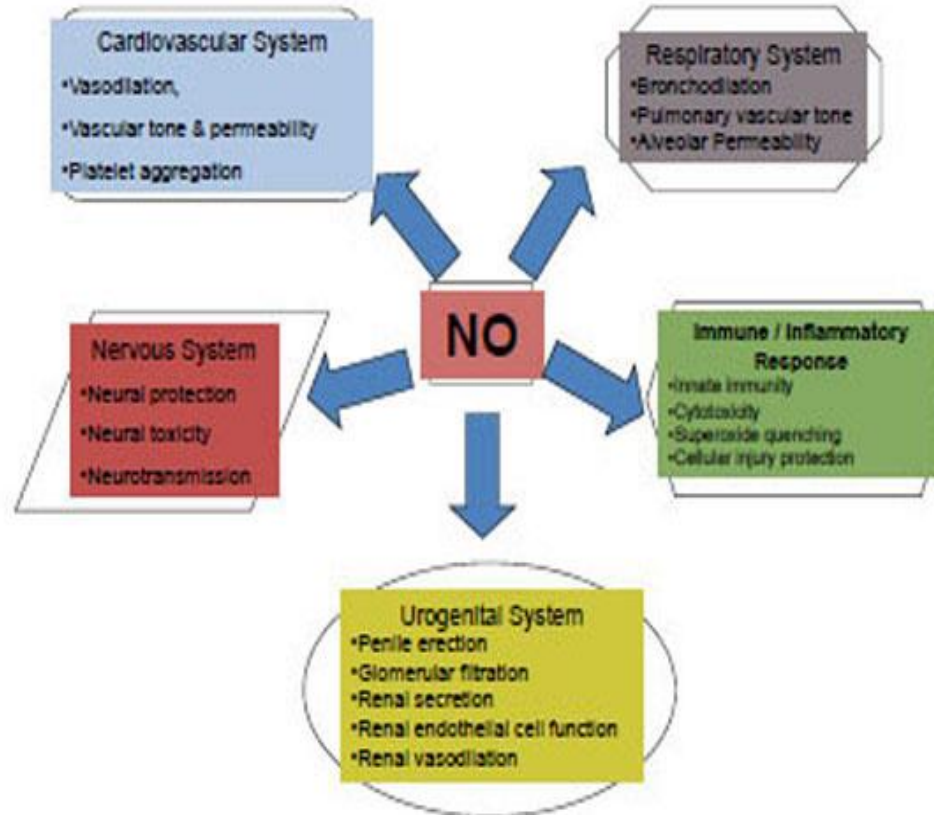 Cardiovascular System
•Vasodilation,
•Vascular tone & permeability
•Platelet aggregation
Respiratory System
•Bronchodilation
•Pulmonary vascular tone
•Alveolar Permeability
NO
Nervous System
•Neural protection
•Neural toxicity
•Neurotransmission
Immune / Inflammatory
Response
•Innate immunity
•Cytotoxicity
•Superoxide quenching
•Cellular injury protection
Urogenital System
•Penile erection
•Glomerular filtration
•Renal secretion
•Renal endothelial cell function
•Renal vasodilation